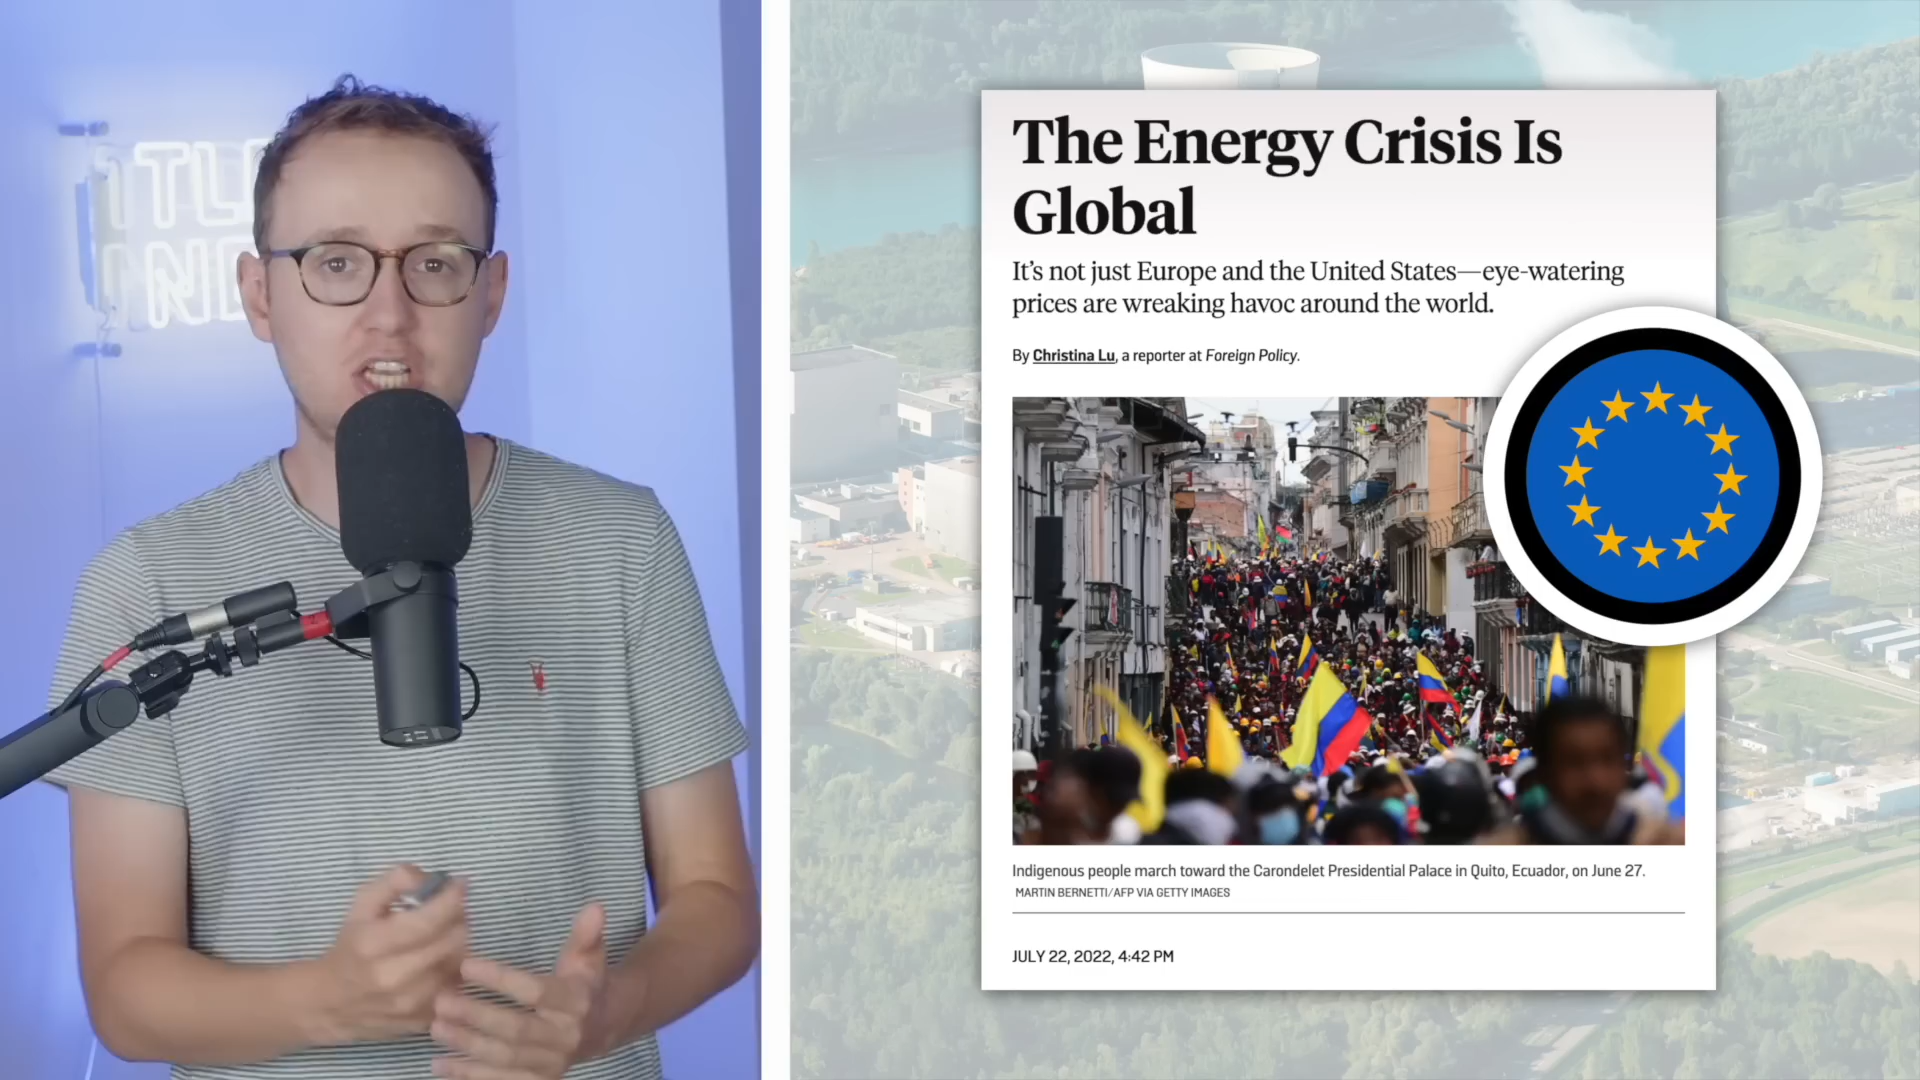 The Energy Crisis Is
Global
It’s not just Europe and the United States—eye-watering
prices are wreaking havoc around the world.
By Christina Lu, a reporter at Foreign Policy.
Indigenous people march toward the Carondelet Presidential Palace in Quito, Ecuador, on June 27.
MARTIN BERNETTI/AFP VIA GETTY IMAGES
JULY 22, 2022, 4:42 PM